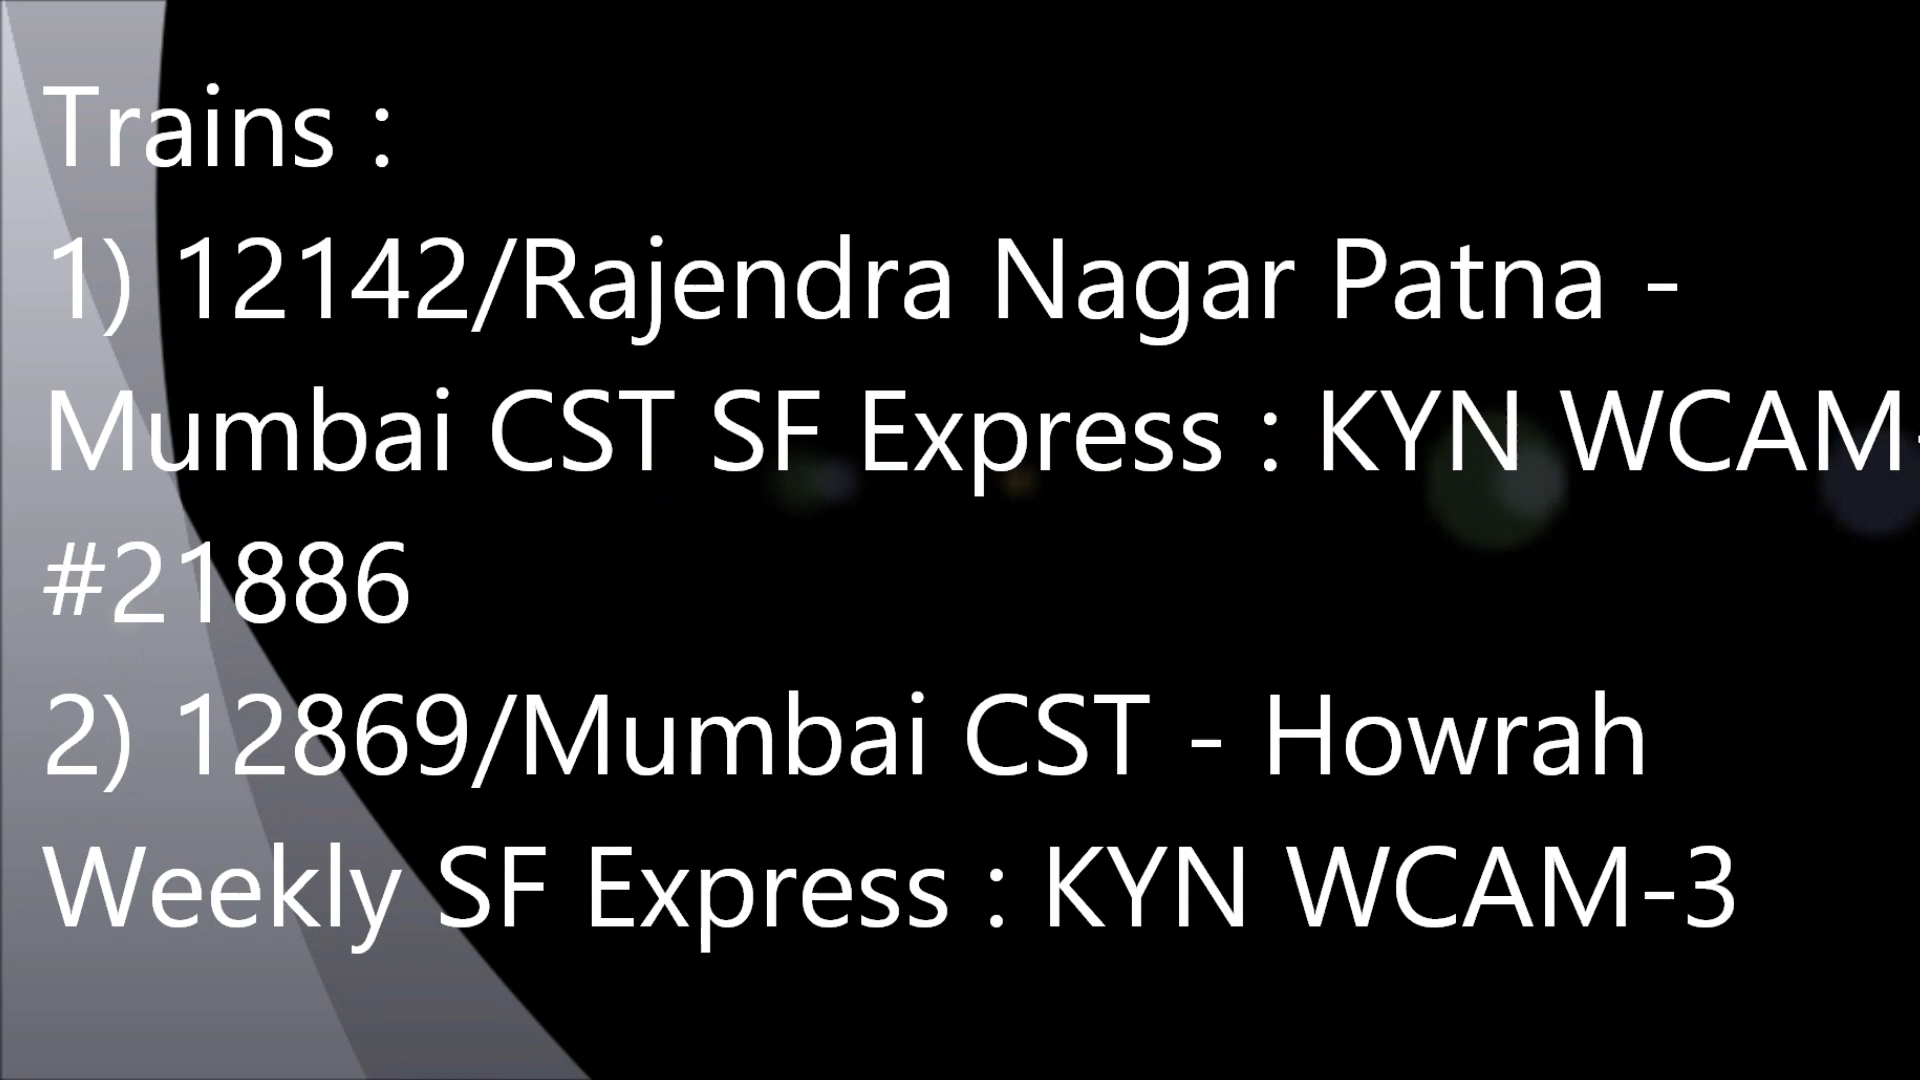 Trains :
1) 12142/Rajendra Nagar Patna -
Mumbai CST SF Express : KYN WCAM-
#21886
2) 12869/Mumbai CST - Howrah
Weekly SF Express : KYN WCAM-3